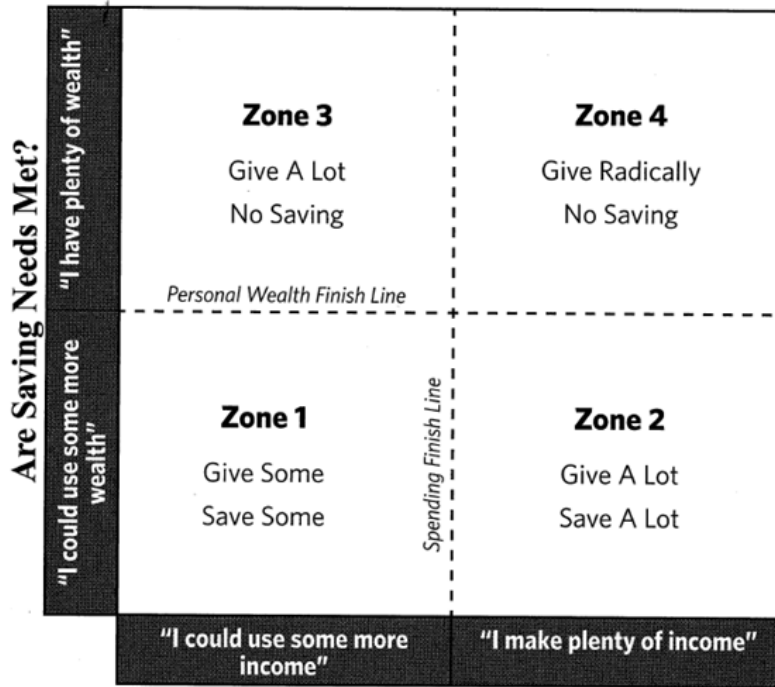 Are Saving Needs Met?
"I have plenty of wealth"
Zone 3
Give A Lot
No Saving
Personal Wealth Finish Line
Zone 4
Give Radically
No Saving
"I could use some more
wealth"
Zone 1
Give Some
Save Some
Spending Finish Line
Zone 2
Give A Lot
Save A Lot
"I could use some more
income"
"I make plenty of income"